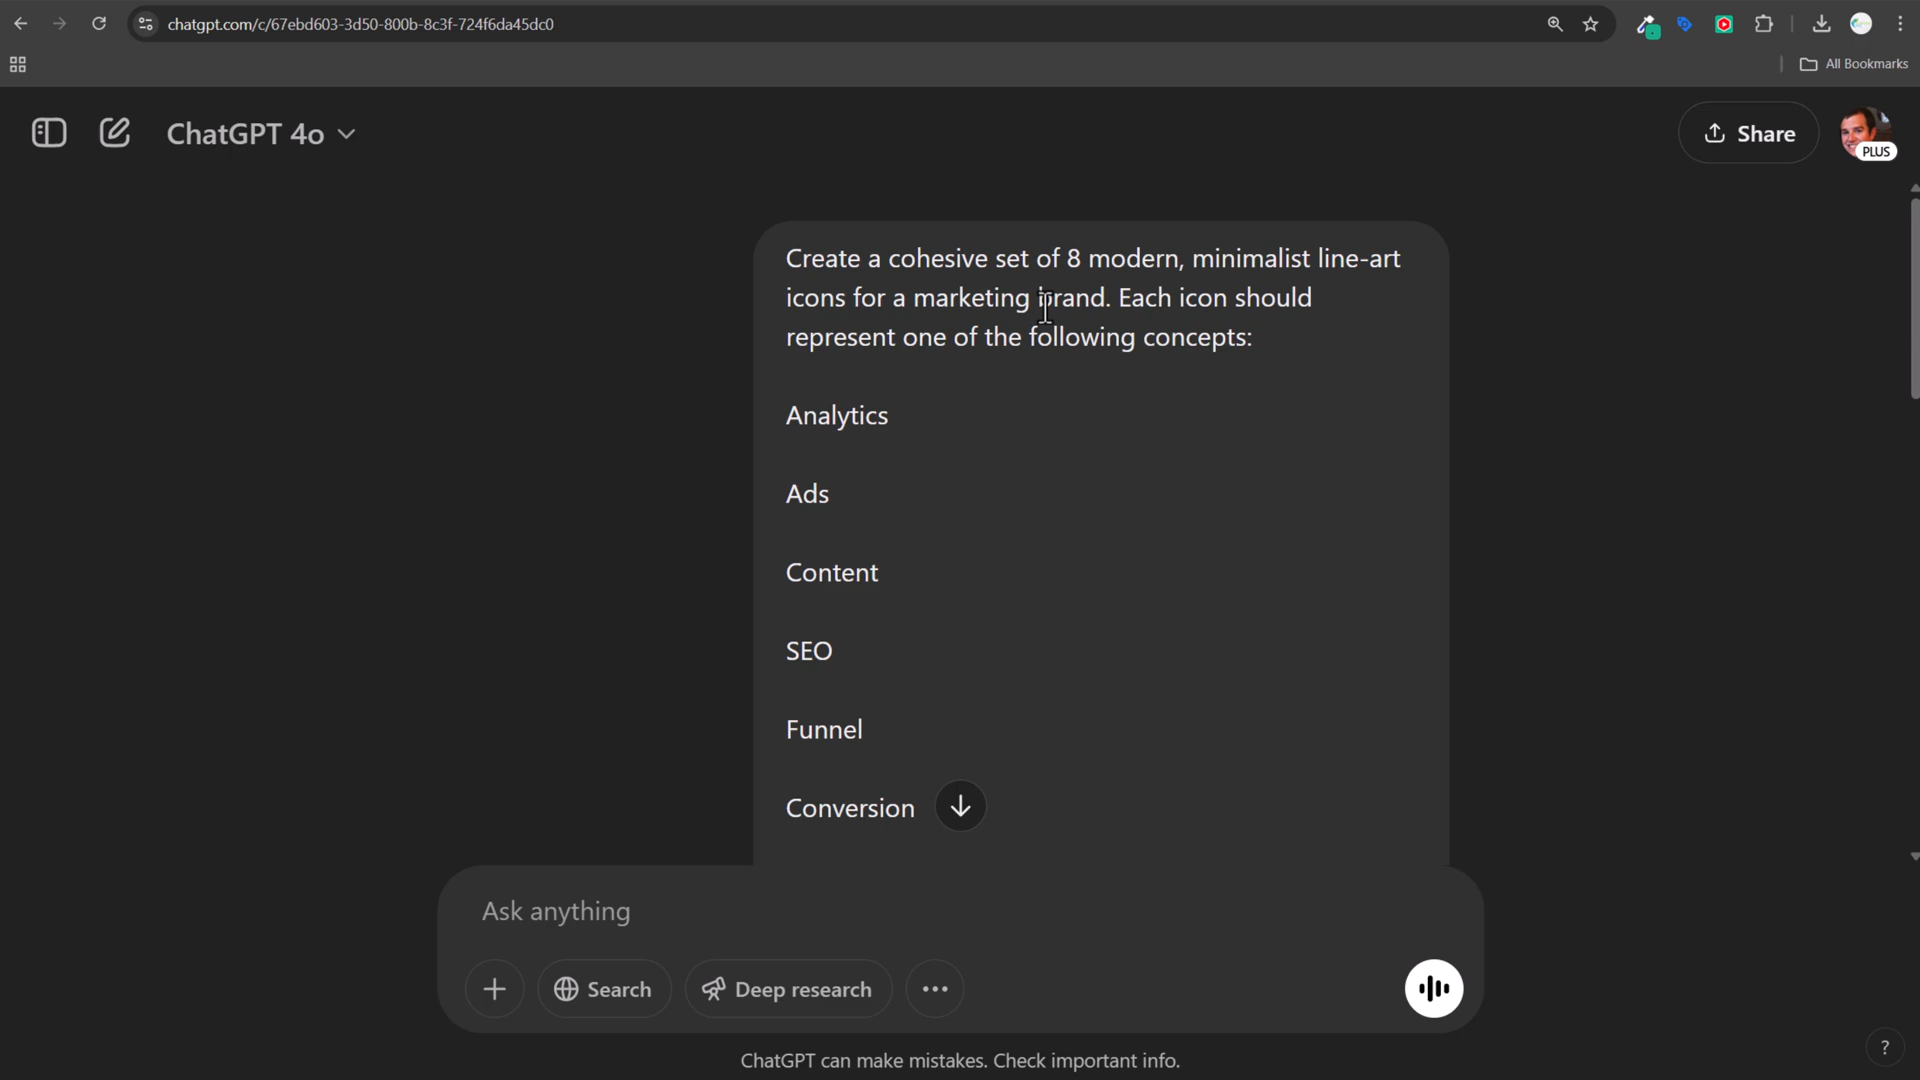 chatgpt.com/c/67ebd603-3d50-800b-8c3f-724f6da45dc0
All Bookmarks
ChatGPT 4o
Share
PLUS
Create a cohesive set of 8 modern, minimalist line-art
icons for a marketing brand. Each icon should
represent one of the following concepts:
Analytics
Ads
Content
SEO
Funnel
Conversion
Ask anything
Search
Deep research
ChatGPT can make mistakes. Check important info.
?